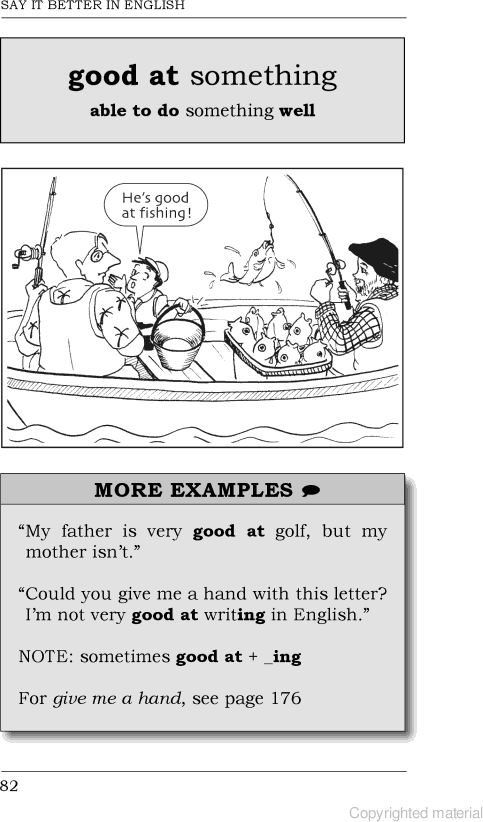 SAY IT BETTER IN ENGLISH
good at something
able to do something well
He's good
at fishing!
MORE EXAMPLES
“My father is very good at golf, but my
mother isn't.”
“Could you give me a hand with this letter?
I'm not very good at writing in English.”
NOTE: sometimes good at + _ing
For give me a hand, see page 176
82
Copyrighted material